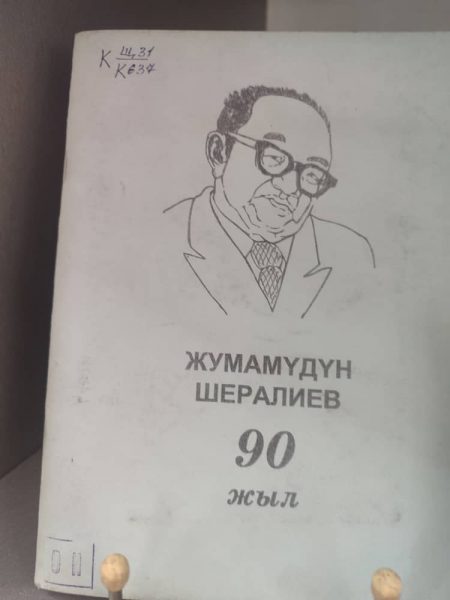 К Щ,31
К637
ЖУМАМҮДҮН
ШЕРАЛИЕВ
90
жыл
О П